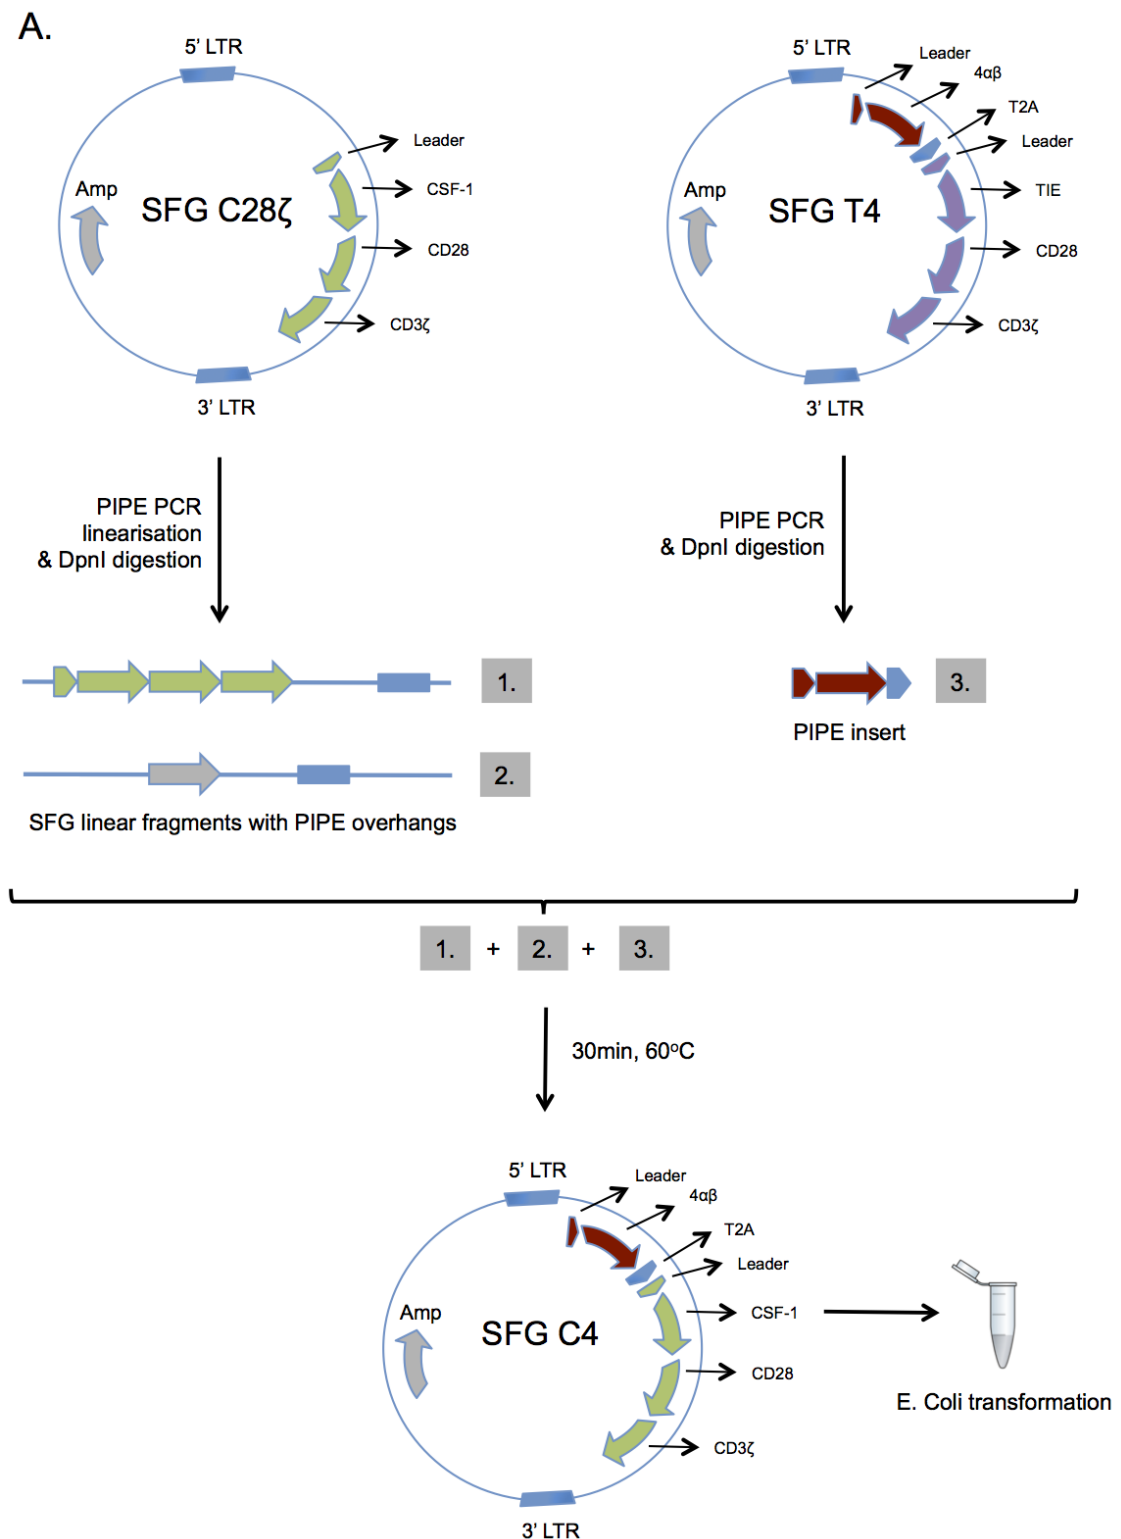 A.
5' LTR
Leader
CSF-1
CD28
CD3ζ
Amp
SFG C28ζ
3' LTR
5' LTR
Leader
4αβ
T2A
Leader
TIE
CD28
CD3ζ
Amp
SFG T4
3' LTR
PIPE PCR
linearisation
& DpnI digestion
PIPE PCR
& DpnI digestion
1.
2.
SFG linear fragments with PIPE overhangs
3.
PIPE insert
1. + 2. + 3.
30min, 60ºC
5' LTR
Leader
4αβ
T2A
Leader
CSF-1
CD28
CD3ζ
Amp
SFG C4
3' LTR
E. Coli transformation